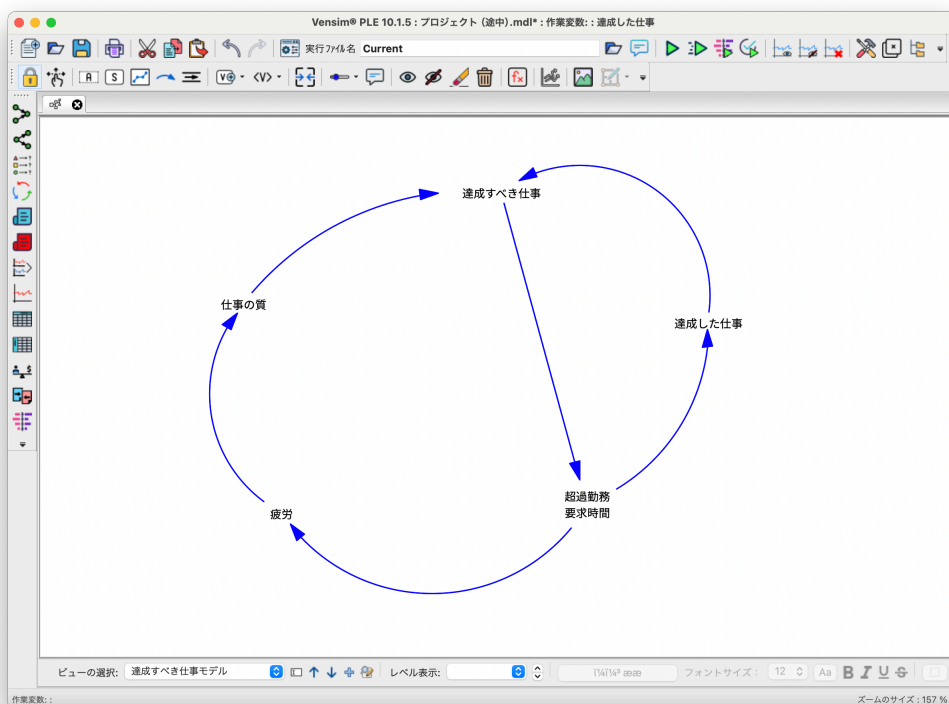 Vensim® PLE 10.1.5 : プロジェクト (途中).mdl* : 作業変数: : 達成した仕事
実行ファイル名 Current
達成すべき仕事
仕事の質
達成した仕事
超過勤務
要求時間
疲労
ビューの選択: 達成すべき仕事モデル レベル表示: フォントサイズ: 12 Aa B I U S
作業変数: : ズームのサイズ : 157 %